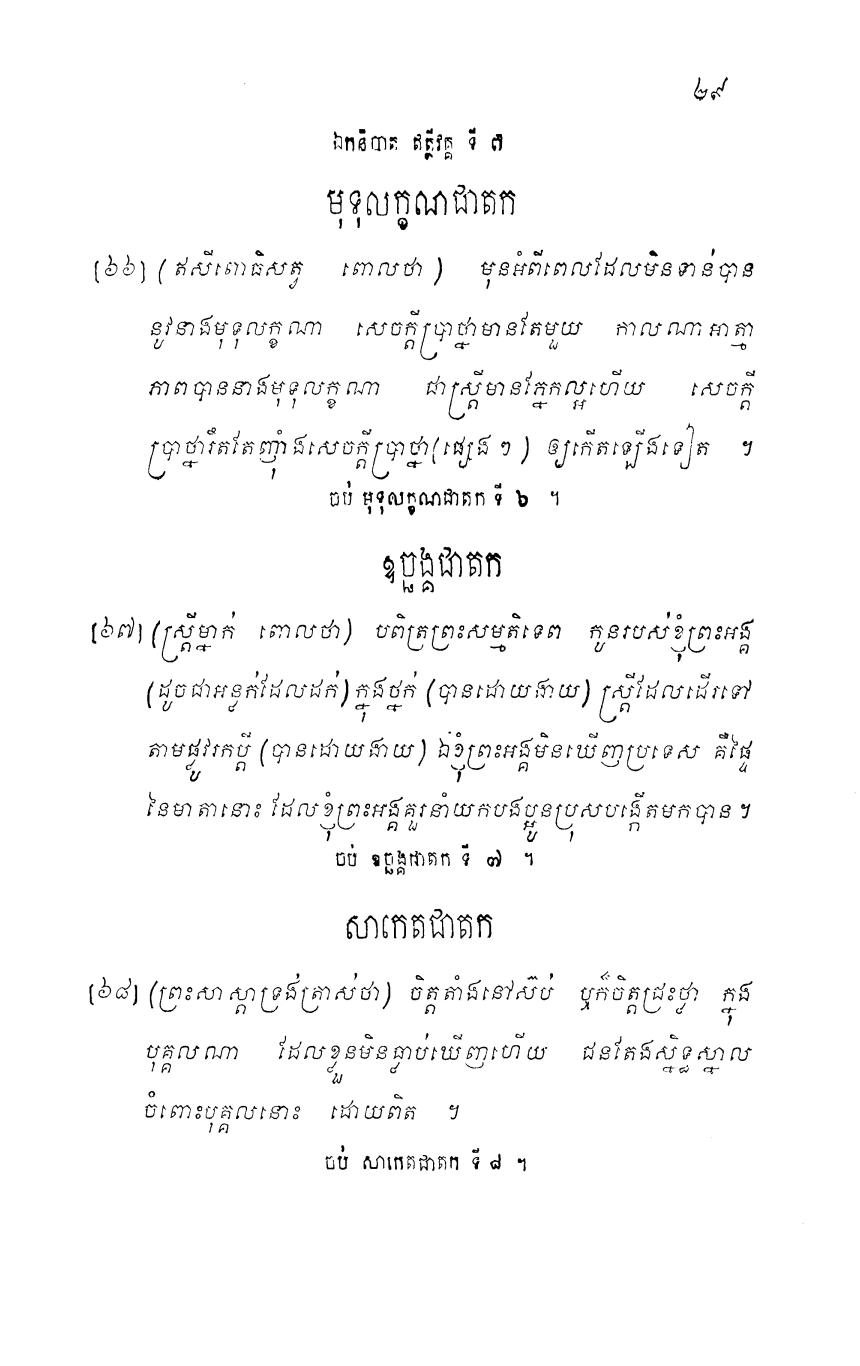 ២៩
ឯកនិបាត ឥត្ថីវគ្គ ទី ៧
មុទុលក្ខណជាតក
[៦៦] (ឥសីពោធិសត្វ ពោលថា) មុនអំពីពេលដែលមិនទាន់បាន
នូវនាងមុទុលក្ខណា សេចក្តីប្រាថ្នាមានតែមួយ កាលណាអាត្មា
ភាពបាននាងមុទុលក្ខណា ជាស្ត្រីមានភ្នែកល្អហើយ សេចក្តី
ប្រាថ្នារឹតតែញ៉ាំងសេចក្តីប្រាថ្នា(ផ្សេងៗ) ឲ្យកើតឡើងទៀត ។
ចប់ មុទុលក្ខណជាតក ទី ៦ ។
ឧច្ឆង្គជាតក
[៦៧] (ស្ត្រីម្នាក់ ពោលថា) បពិត្រព្រះសម្មតិទេព កូនរបស់ខ្ញុំព្រះអង្គ
(ដូចជាអន្លក់ដែលដក់)ក្នុងថ្នក់ (បានដោយងាយ) ស្ត្រីដែលដើរទៅ
តាមផ្លូវរកប្តី (បានដោយងាយ) ឯខ្ញុំព្រះអង្គមិនឃើញប្រទេស គឺផ្ទៃ
នៃមាតានោះ ដែលខ្ញុំព្រះអង្គគួរនាំយកបងប្អូនប្រុសបង្កើតមកបាន។
ចប់ ឧច្ឆង្គជាតក ទី ៧ ។
សាកេតជាតក
[៦៨] (ព្រះសាស្តាទ្រង់ត្រាស់ថា) ចិត្តតាំងនៅស៊ប់ ឬក៏ចិត្តជ្រះថ្លា ក្នុង
បុគ្គលណា ដែលខ្លួនមិនធ្លាប់ឃើញហើយ ជនតែងស្និទ្ធស្នាល
ចំពោះបុគ្គលនោះ ដោយពិត ។
ចប់ សាកេតជាតក ទី ៨ ។